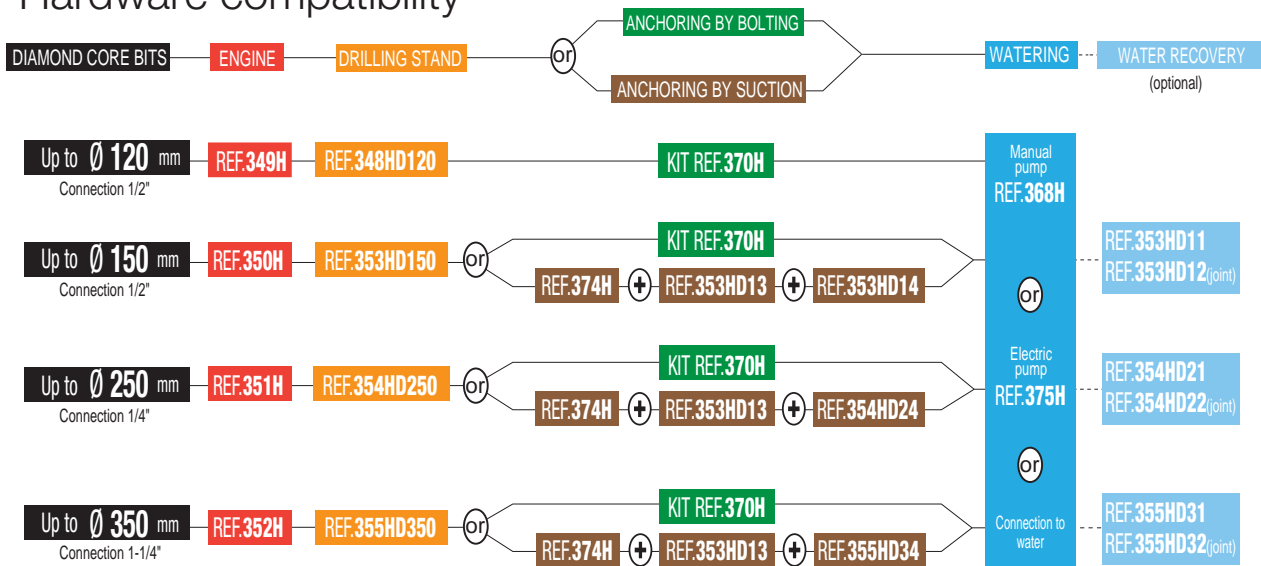 Hardware compatibility
ANCHORING BY BOLTING
DIAMOND CORE BITS ENGINE DRILLING STAND or WATERING WATER RECOVERY
ANCHORING BY SUCTION
(optional)
Up to Ø 120 mm REF.349H REF.348HD120 KIT REF.370H
Connection 1/2"
Manual
pump
REF.368H
Up to Ø 150 mm REF.350H REF.353HD150 or KIT REF.370H
Connection 1/2"
REF.374H + REF.353HD13 + REF.353HD14
REF.353HD11
REF.353HD12(joint)
or
Up to Ø 250 mm REF.351H REF.354HD250 or KIT REF.370H
Connection 1/4"
REF.374H + REF.353HD13 + REF.354HD24
Electric
pump
REF.375H
REF.354HD21
REF.354HD22(joint)
or
Up to Ø 350 mm REF.352H REF.355HD350 or KIT REF.370H
Connection 1-1/4"
REF.374H + REF.353HD13 + REF.355HD34
Connection to
water
REF.355HD31
REF.355HD32(joint)